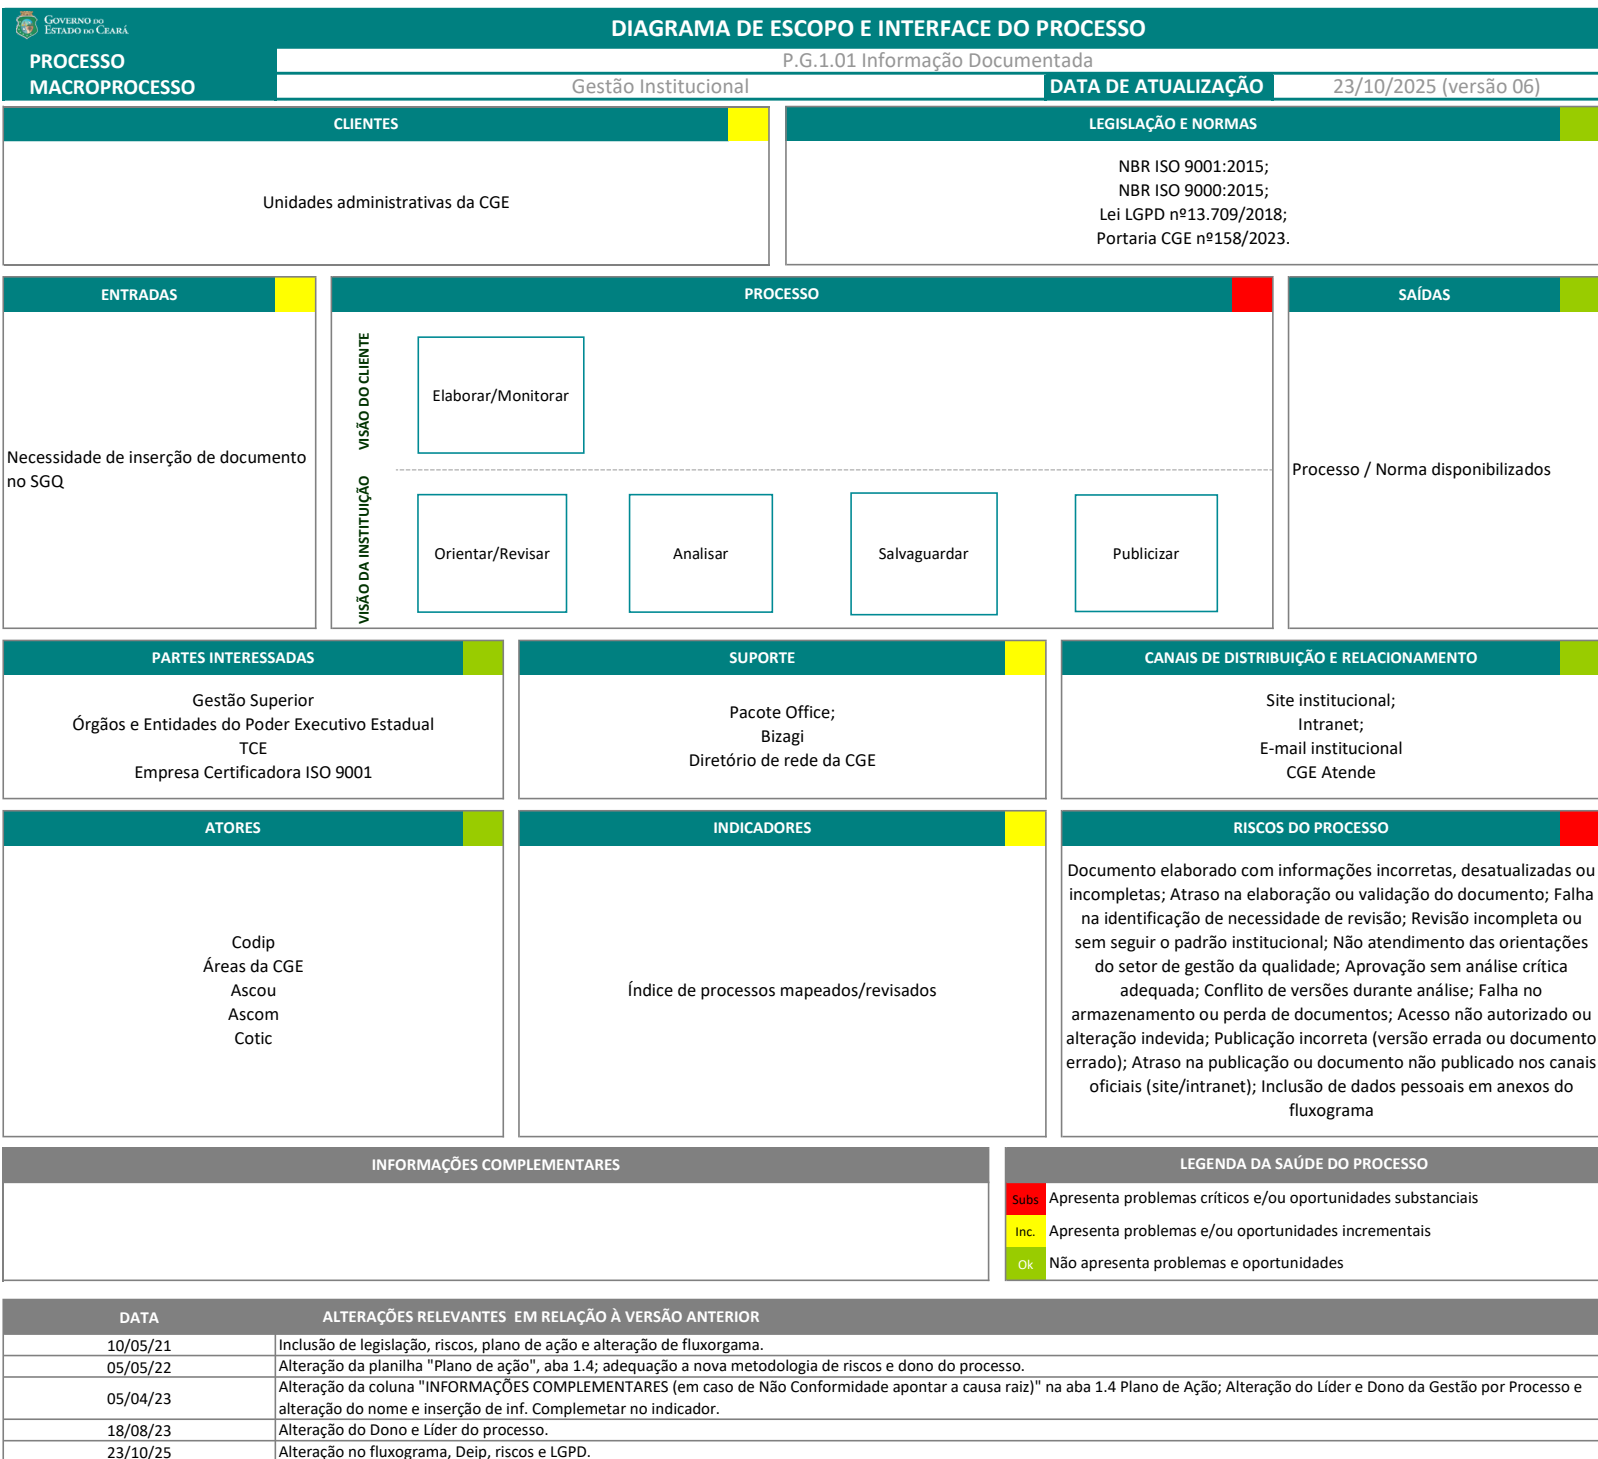 GOVERNO DO
ESTADO DO CEARÁ
DIAGRAMA DE ESCOPO E INTERFACE DO PROCESSO
PROCESSO
P.G.1.01 Informação Documentada
MACROPROCESSO
Gestão Institucional
DATA DE ATUALIZAÇÃO
23/10/2025 (versão 06)
CLIENTES
Unidades administrativas da CGE
LEGISLAÇÃO E NORMAS
NBR ISO 9001:2015;
NBR ISO 9000:2015;
Lei LGPD nº13.709/2018;
Portaria CGE nº158/2023.
ENTRADAS
Necessidade de inserção de documento
no SGQ
PROCESSO
VISÃO DO CLIENTE
Elaborar/Monitorar
VISÃO DA INSTITUIÇÃO
Orientar/Revisar
Analisar
Salvaguardar
Publicizar
SAÍDAS
Processo / Norma disponibilizados
PARTES INTERESSADAS
Gestão Superior
Órgãos e Entidades do Poder Executivo Estadual
TCE
Empresa Certificadora ISO 9001
SUPORTE
Pacote Office;
Bizagi
Diretório de rede da CGE
CANAIS DE DISTRIBUIÇÃO E RELACIONAMENTO
Site institucional;
Intranet;
E-mail institucional
CGE Atende
ATORES
Codip
Áreas da CGE
Ascou
Ascom
Cotic
INDICADORES
Índice de processos mapeados/revisados
RISCOS DO PROCESSO
Documento elaborado com informações incorretas, desatualizadas ou
incompletas; Atraso na elaboração ou validação do documento; Falha
na identificação de necessidade de revisão; Revisão incompleta ou
sem seguir o padrão institucional; Não atendimento das orientações
do setor de gestão da qualidade; Aprovação sem análise crítica
adequada; Conflito de versões durante análise; Falha no
armazenamento ou perda de documentos; Acesso não autorizado ou
alteração indevida; Publicação incorreta (versão errada ou documento
errado); Atraso na publicação ou documento não publicado nos canais
oficiais (site/intranet); Inclusão de dados pessoais em anexos do
fluxograma
INFORMAÇÕES COMPLEMENTARES
LEGENDA DA SAÚDE DO PROCESSO
Subs Apresenta problemas críticos e/ou oportunidades substanciais
Inc. Apresenta problemas e/ou oportunidades incrementais
Ok Não apresenta problemas e oportunidades
DATA ALTERAÇÕES RELEVANTES EM RELAÇÃO À VERSÃO ANTERIOR
10/05/21 Inclusão de legislação, riscos, plano de ação e alteração de fluxorgama.
05/05/22 Alteração da planilha "Plano de ação", aba 1.4; adequação a nova metodologia de riscos e dono do processo.
05/04/23 Alteração da coluna "INFORMAÇÕES COMPLEMENTARES (em caso de Não Conformidade apontar a causa raiz)" na aba 1.4 Plano de Ação; Alteração do Líder e Dono da Gestão por Processo e
alteração do nome e inserção de inf. Complemetar no indicador.
18/08/23 Alteração do Dono e Líder do processo.
23/10/25 Alteração no fluxograma, Deip, riscos e LGPD.